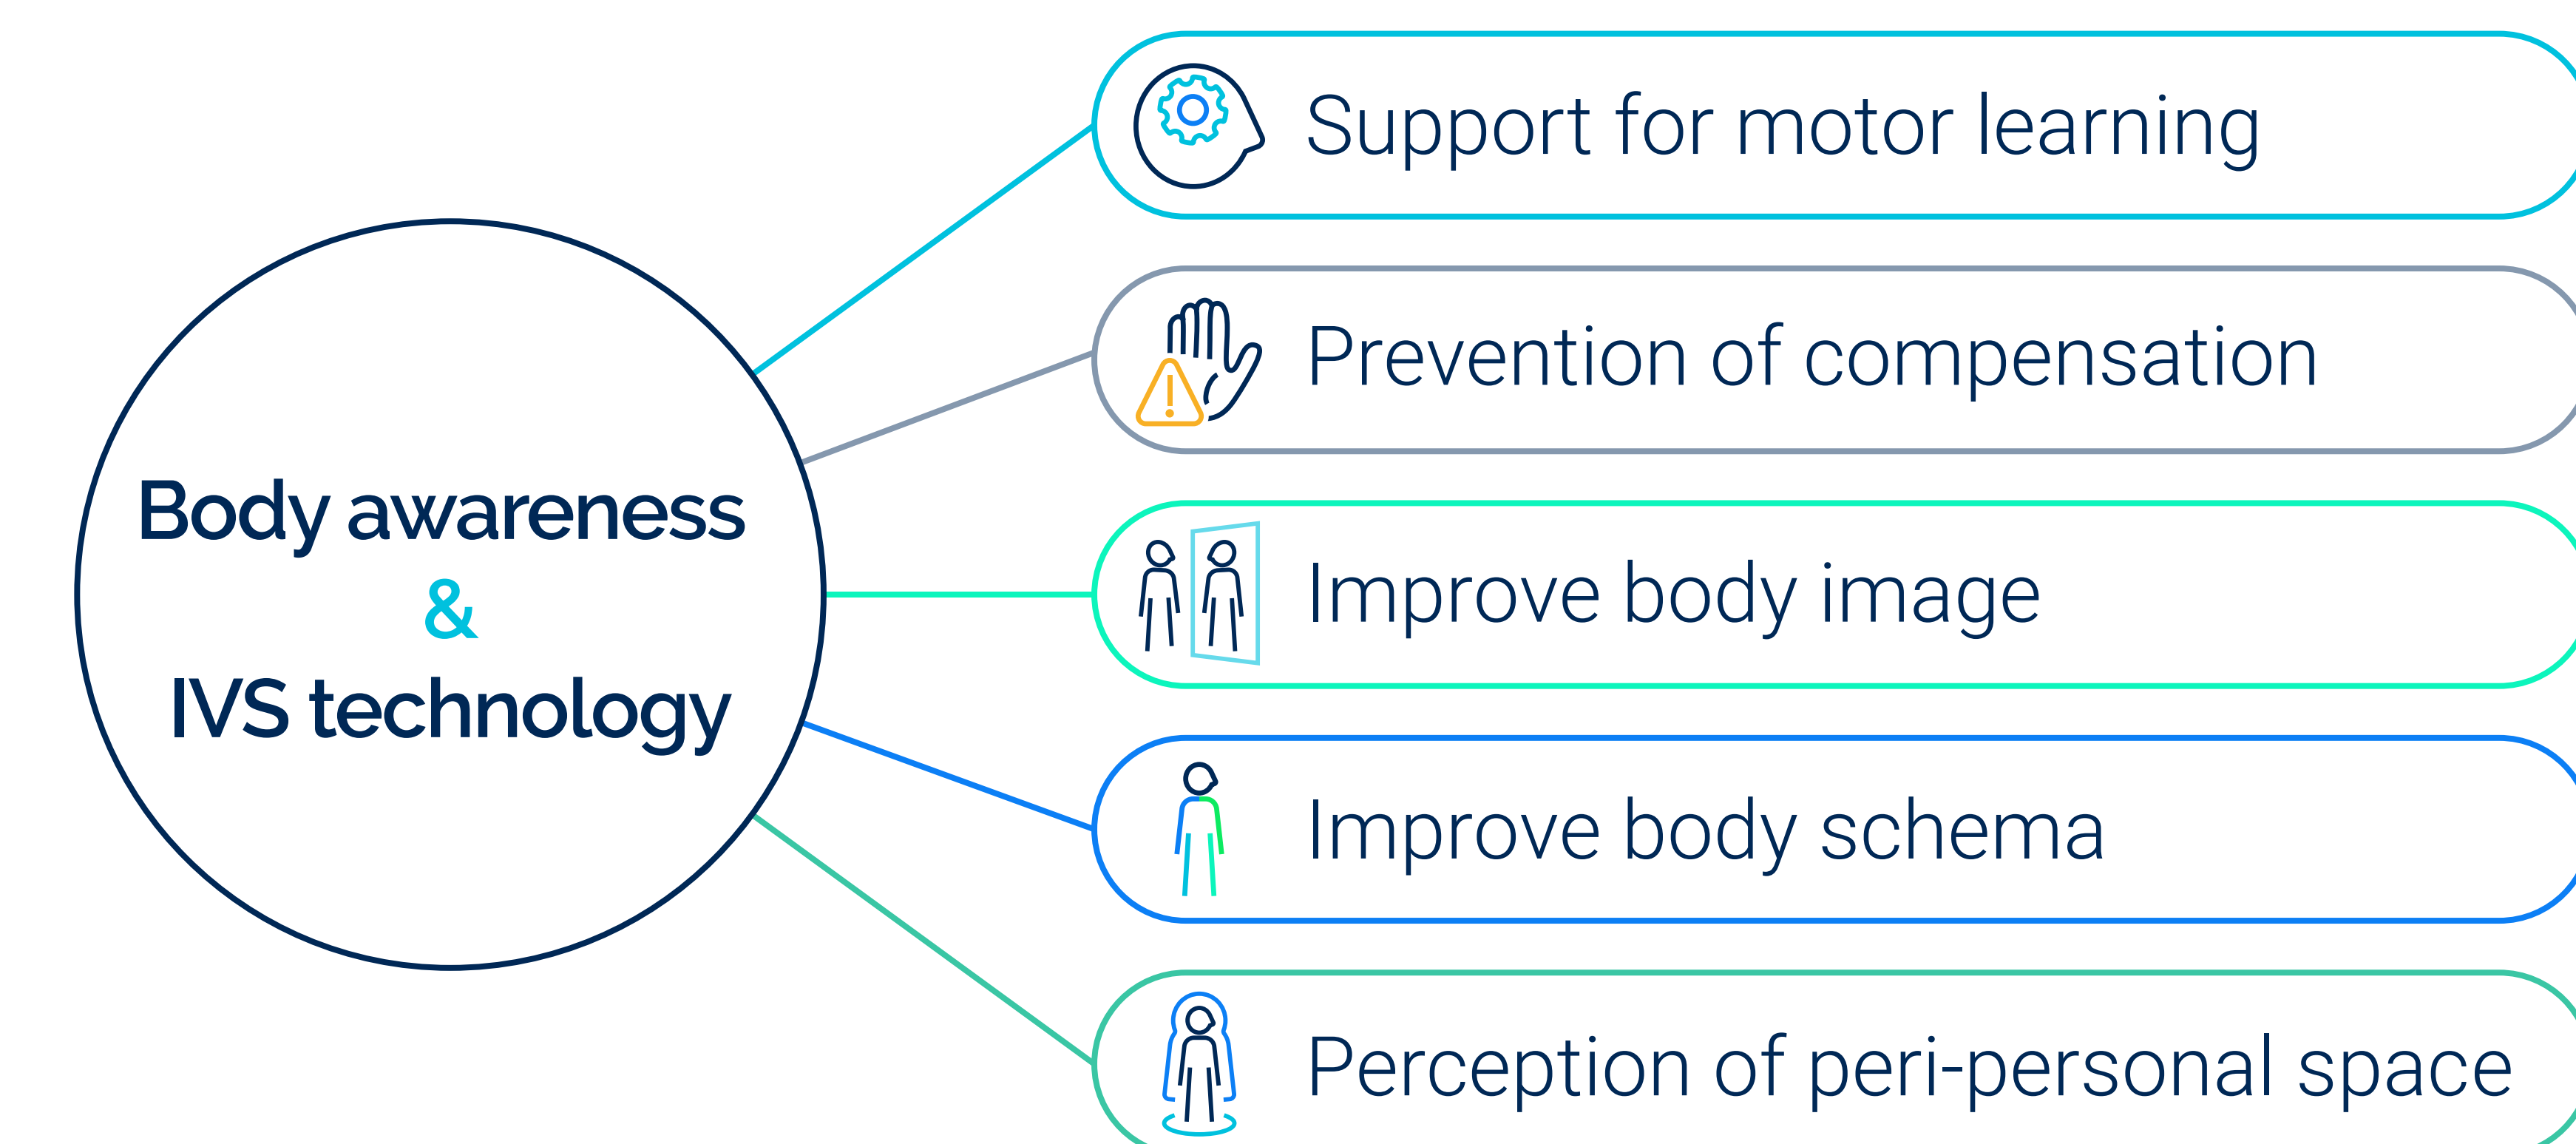 Body awareness
&
IVS technology
Support for motor learning
Prevention of compensation
Improve body image
Improve body schema
Perception of peri-personal space